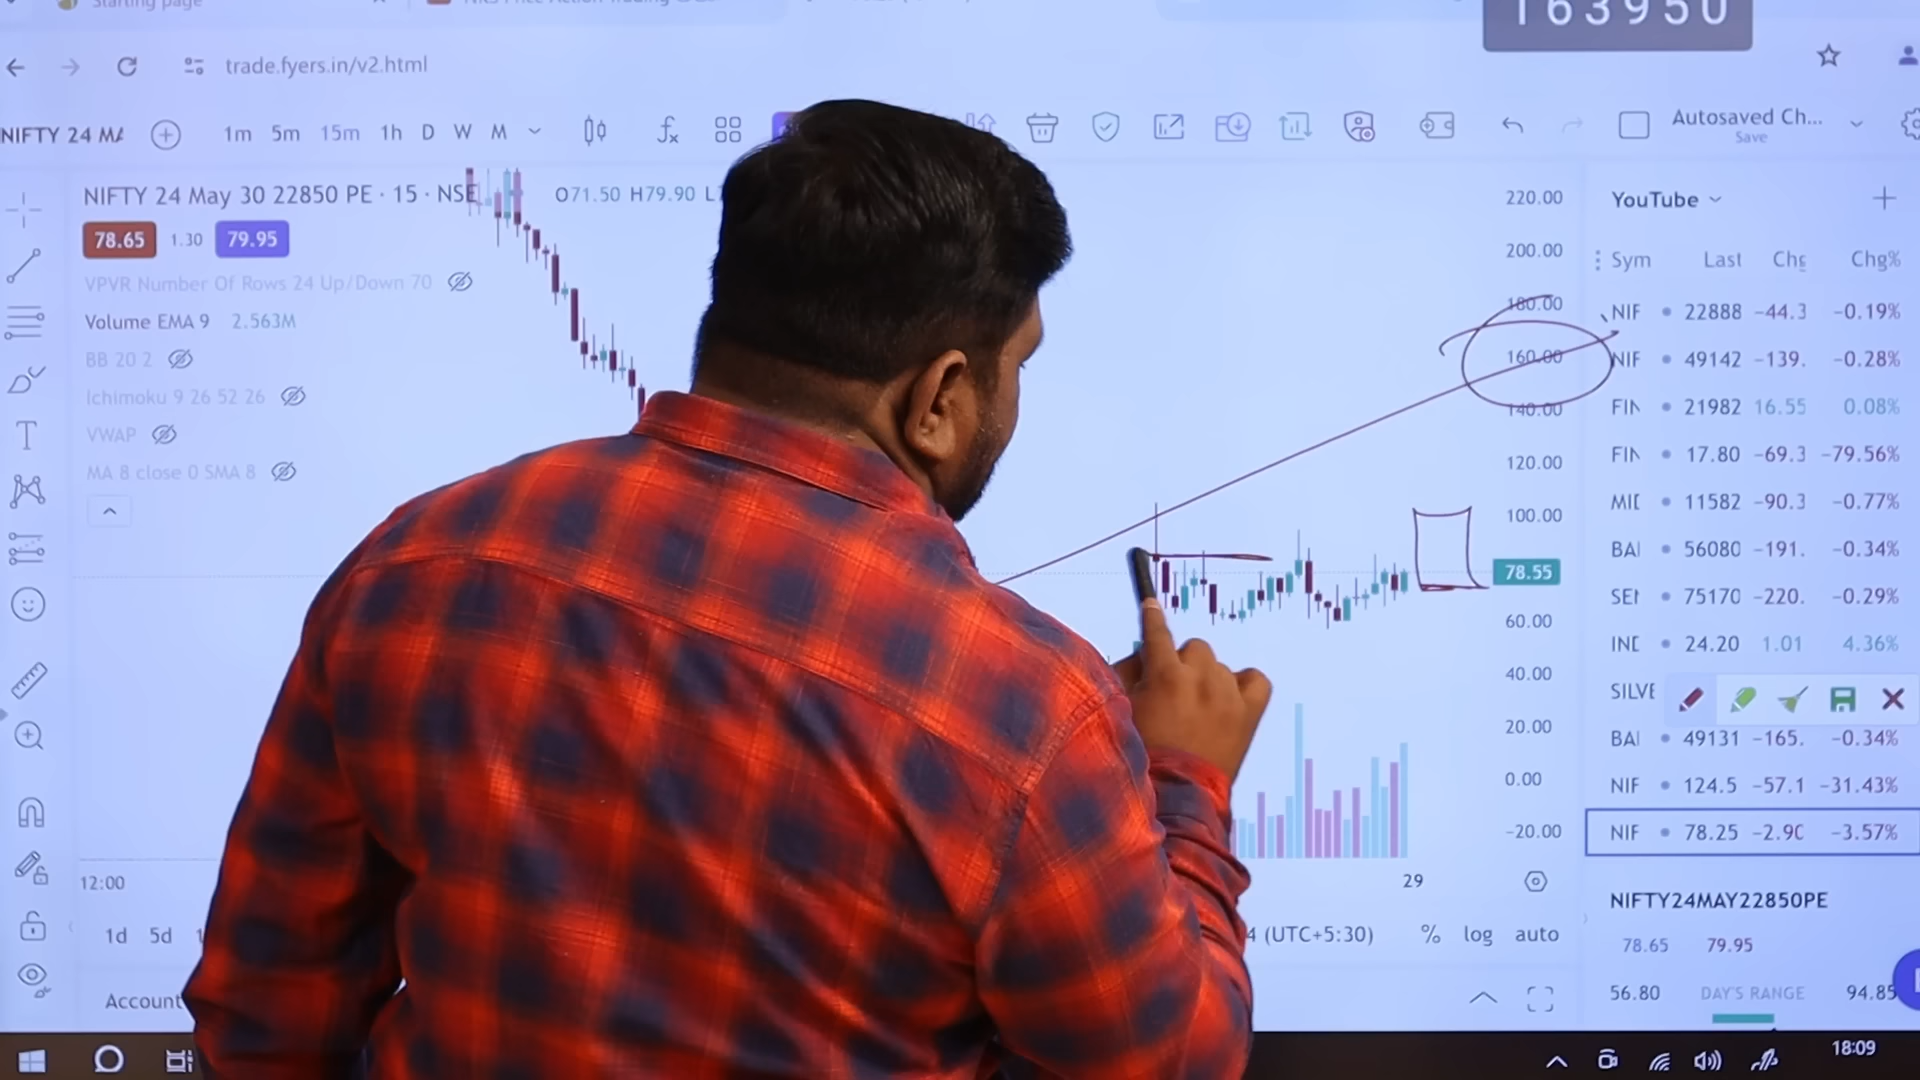 Starting page
163950
trade.fyers.in/v2.html
NIFTY 24
1m 5m 15m 1h D W M
Autosaved Ch...
Save
NIFTY 24 May 30 22850 PE · 15 · NSE O71.50 H79.90
78.65 1.30 79.95
VPVR Number Of Rows 24 Up/Down 70
Volume EMA 9 2.563M
BB 20 2
Ichimoku 9 26 52 26
VWAP
MA 8 close 0 SMA 8
220.00
200.00
180.00
160.00
140.00
120.00
100.00
78.55
60.00
40.00
20.00
0.00
-20.00
YouTube
Sym Last Chg Chg%
NIF 22888 -44.3 -0.19%
NIF 49142 -139. -0.28%
FIN 21982 16.55 0.08%
FIN 17.80 -69.3 -79.56%
MID 11582 -90.3 -0.77%
BAI 56080 -191. -0.34%
SEN 75170 -220. -0.29%
IND 24.20 1.01 4.36%
SILVE
BAI 49131 -165. -0.34%
NIF 124.5 -57.1 -31.43%
NIF 78.25 -2.90 -3.57%
12:00 29
1d 5d
(UTC+5:30) % log auto
Account
NIFTY24MAY22850PE
78.65 79.95
56.80 DAY'S RANGE 94.85
18:09